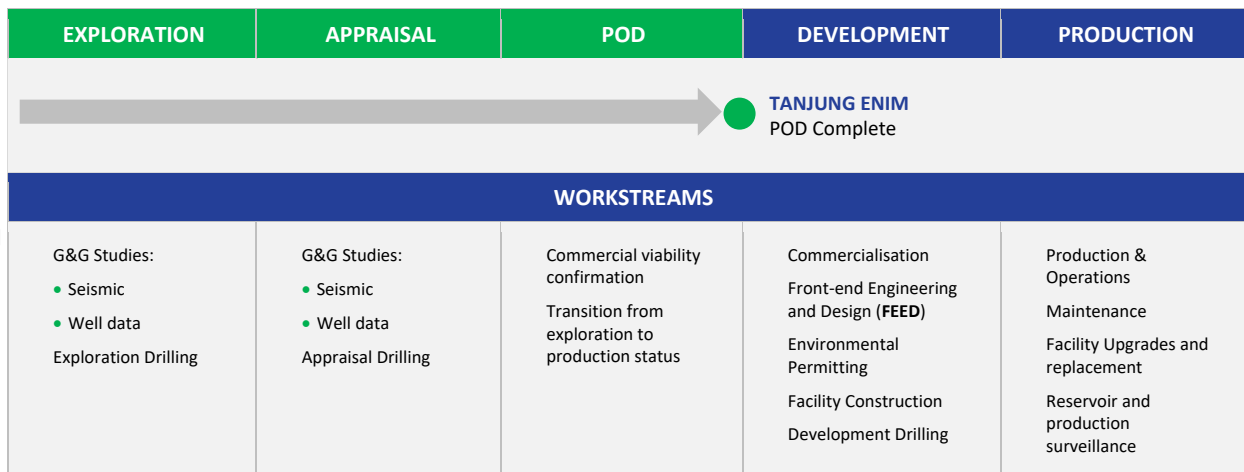 EXPLORATION
APPRAISAL
POD
DEVELOPMENT
PRODUCTION
TANJUNG ENIM
POD Complete
WORKSTREAMS
G&G Studies:
• Seismic
• Well data
Exploration Drilling
G&G Studies:
• Seismic
• Well data
Appraisal Drilling
Commercial viability
confirmation
Transition from
exploration to
production status
Commercialisation
Front-end Engineering
and Design (FEED)
Environmental
Permitting
Facility Construction
Development Drilling
Production &
Operations
Maintenance
Facility Upgrades and
replacement
Reservoir and
production
surveillance